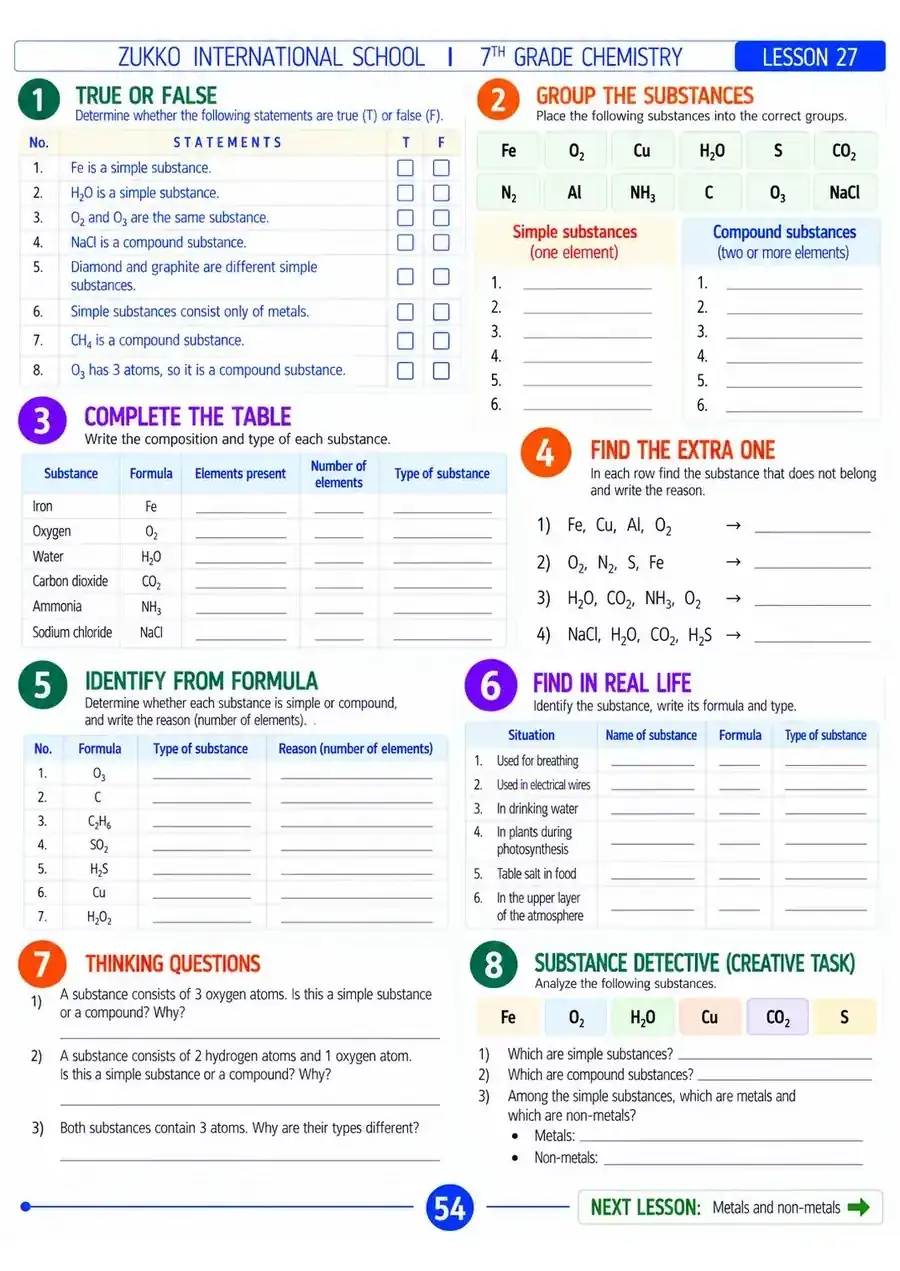 ZUKKO INTERNATIONAL SCHOOL | 7TH GRADE CHEMISTRY LESSON 27
1 TRUE OR FALSE
Determine whether the following statements are true (T) or false (F).
No. STATEMENTS T F
1. Fe is a simple substance.
2. H₂O is a simple substance.
3. O₂ and O₃ are the same substance.
4. NaCl is a compound substance.
5. Diamond and graphite are different simple
substances.
6. Simple substances consist only of metals.
7. CH₄ is a compound substance.
8. O₃ has 3 atoms, so it is a compound substance.
2 GROUP THE SUBSTANCES
Place the following substances into the correct groups.
Fe O₂ Cu H₂O S CO₂
N₂ Al NH₃ C O₃ NaCl
Simple substances
(one element)
1.
2.
3.
4.
5.
6.
Compound substances
(two or more elements)
1.
2.
3.
4.
5.
6.
3 COMPLETE THE TABLE
Write the composition and type of each substance.
Substance Formula Elements present Number of
elements Type of substance
Iron Fe
Oxygen O₂
Water H₂O
Carbon dioxide CO₂
Ammonia NH₃
Sodium chloride NaCl
4 FIND THE EXTRA ONE
In each row find the substance that does not belong
and write the reason.
1) Fe, Cu, Al, O₂ →
2) O₂, N₂, S, Fe →
3) H₂O, CO₂, NH₃, O₂ →
4) NaCl, H₂O, CO₂, H₂S →
5 IDENTIFY FROM FORMULA
Determine whether each substance is simple or compound,
and write the reason (number of elements). .
No. Formula Type of substance Reason (number of elements)
1. O₃
2. C
3. C₂H₆
4. SO₂
5. H₂S
6. Cu
7. H₂O₂
6 FIND IN REAL LIFE
Identify the substance, write its formula and type.
Situation Name of substance Formula Type of substance
1. Used for breathing
2. Used in electrical wires
3. In drinking water
4. In plants during
photosynthesis
5. Table salt in food
6. In the upper layer
of the atmosphere
7 THINKING QUESTIONS
1) A substance consists of 3 oxygen atoms. Is this a simple substance
or a compound? Why?
2) A substance consists of 2 hydrogen atoms and 1 oxygen atom.
Is this a simple substance or a compound? Why?
3) Both substances contain 3 atoms. Why are their types different?
8 SUBSTANCE DETECTIVE (CREATIVE TASK)
Analyze the following substances.
Fe O₂ H₂O Cu CO₂ S
1) Which are simple substances?
2) Which are compound substances?
3) Among the simple substances, which are metals and
which are non-metals?
• Metals:
• Non-metals:
54
NEXT LESSON: Metals and non-metals →